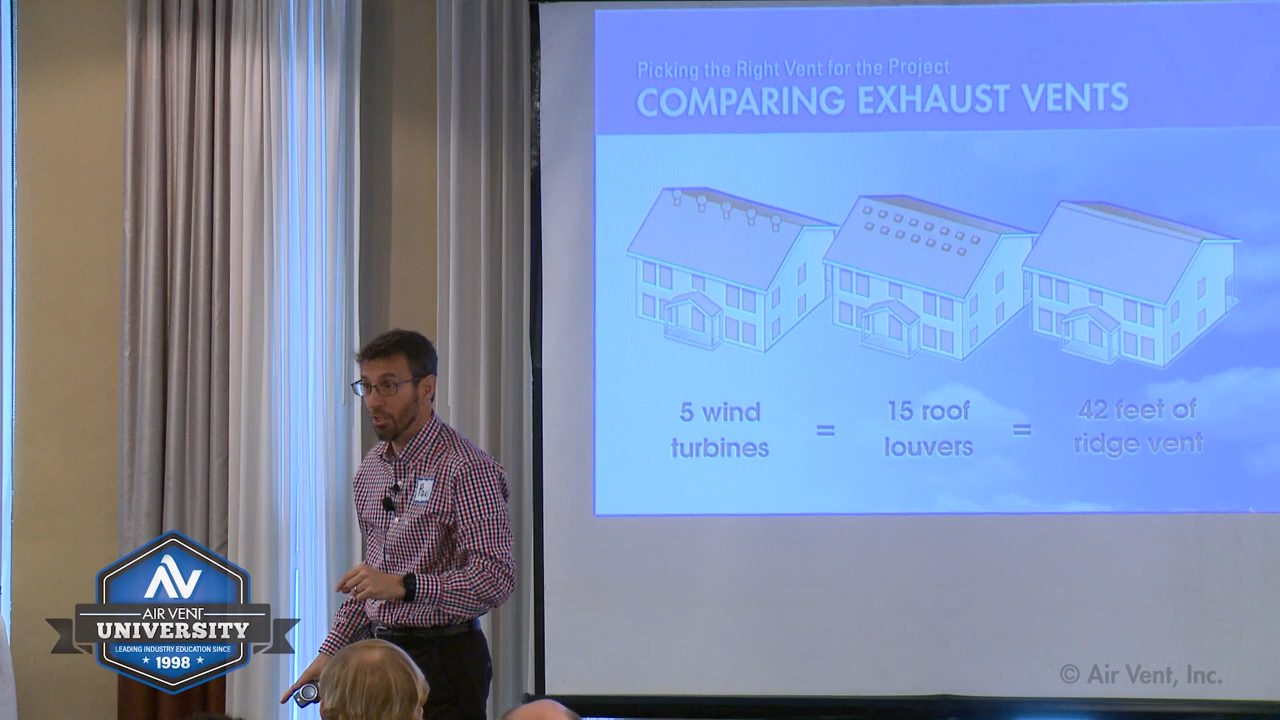 Picking the Right Vent for the Project
COMPARING EXHAUST VENTS
5 wind
turbines
=
15 roof
louvers
=
42 feet of
ridge vent
AIR VENT
UNIVERSITY
LEADING INDUSTRY EDUCATION SINCE
1998
© Air Vent, Inc.